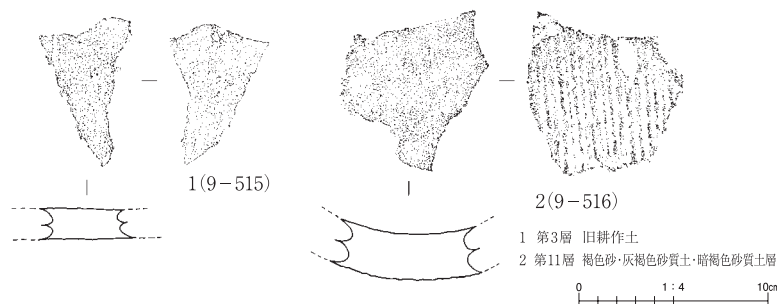 1(9−515)
2(9−516)
1 第3層 旧耕作土
2 第11層 褐色砂・灰褐色砂質土・暗褐色砂質土層
0 1:4 10cm